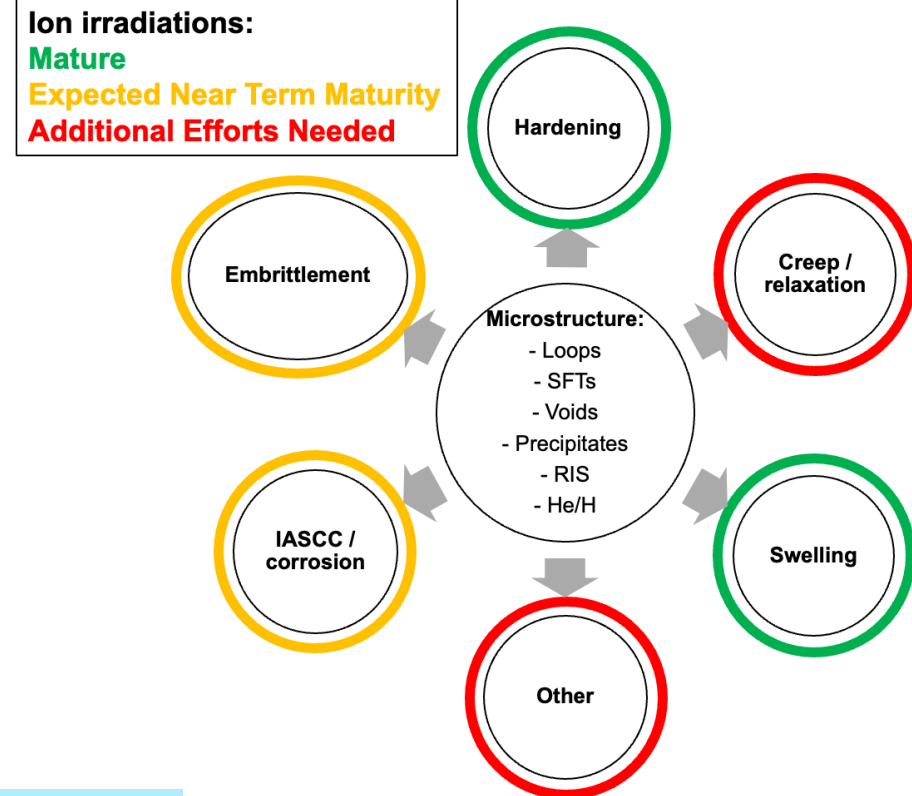 Ion irradiations:
Mature
Expected Near Term Maturity
Additional Efforts Needed
Hardening
Embrittlement
Creep /
relaxation
Microstructure:
- Loops
- SFTs
- Voids
- Precipitates
- RIS
- He/H
IASCC /
corrosion
Swelling
Other